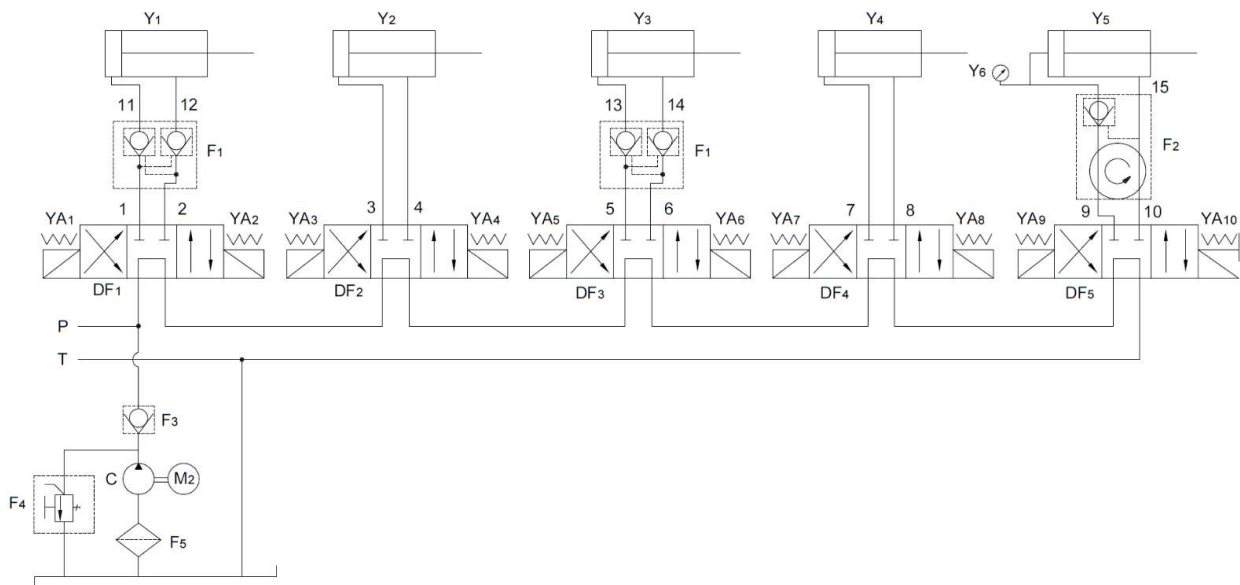 Y1 Y2 Y3 Y4 Y5
Y6
11 12 13 14 15
F1 F1 F2
YA1 1 2 YA2 YA3 3 4 YA4 YA5 5 6 YA6 YA7 7 8 YA8 YA9 9 10 YA10
DF1 DF2 DF3 DF4 DF5
P
T
F3
C M2
F4
F5